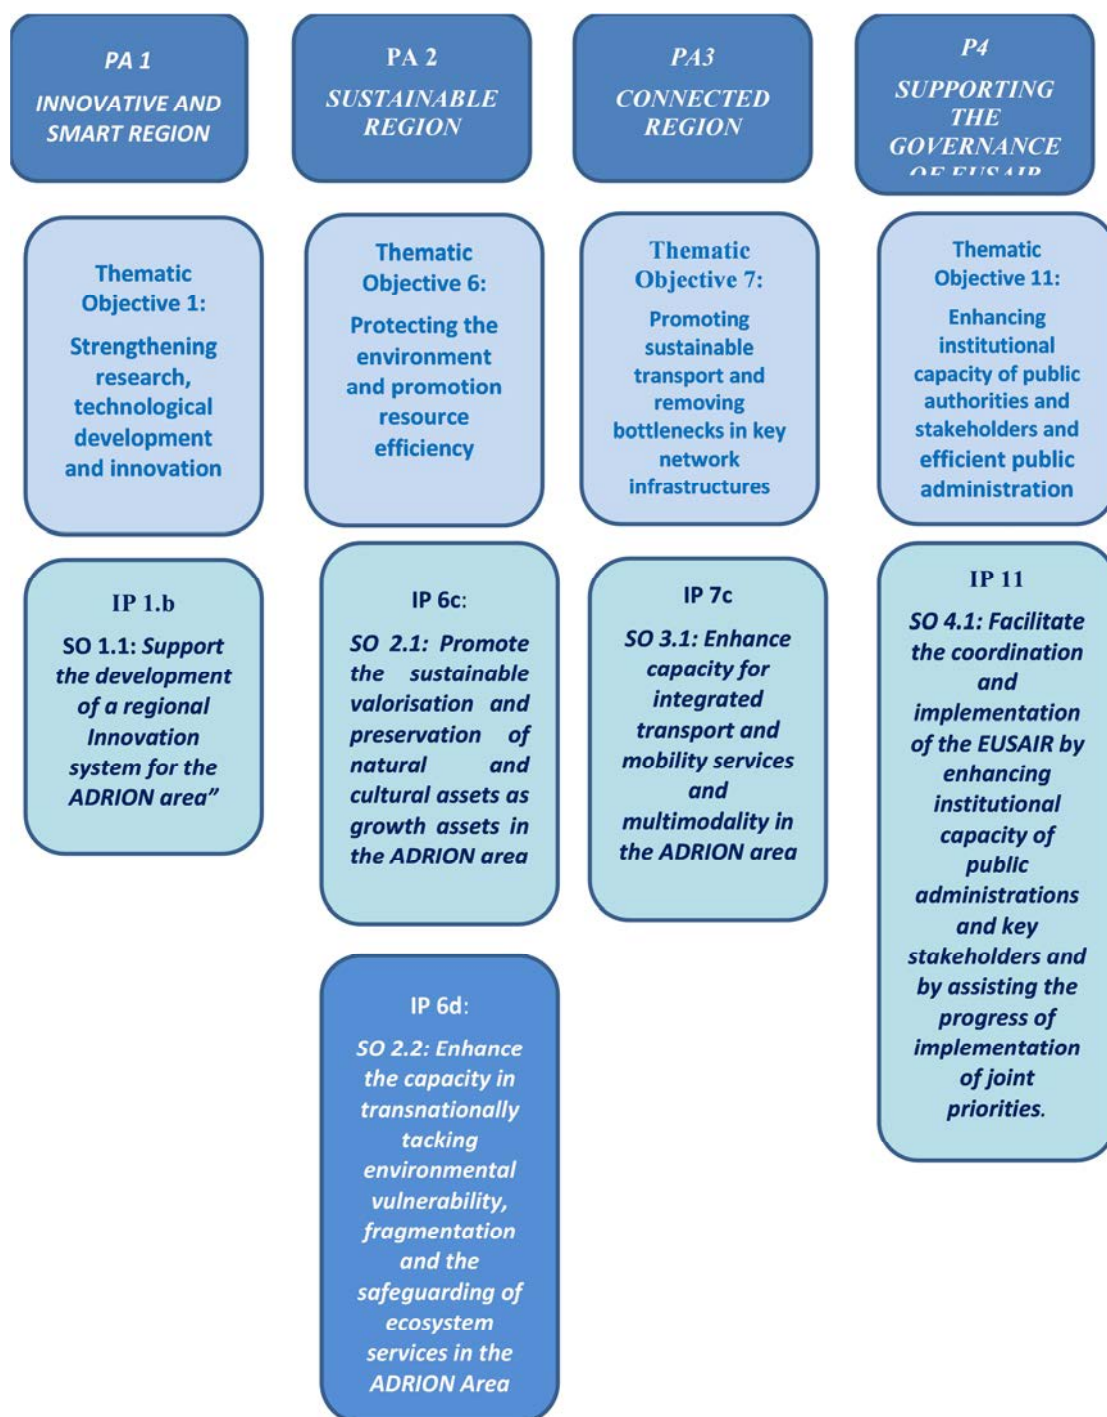 PA 1
INNOVATIVE AND
SMART REGION
PA 2
SUSTAINABLE
REGION
PA3
CONNECTED
REGION
P4
SUPPORTING
THE
GOVERNANCE
OF EUSAIR
Thematic
Objective 1:
Strengthening
research,
technological
development
and innovation
Thematic
Objective 6:
Protecting the
environment
and promotion
resource
efficiency
Thematic
Objective 7:
Promoting
sustainable
transport and
removing
bottlenecks in key
network
infrastructures
Thematic
Objective 11:
Enhancing
institutional
capacity of public
authorities and
stakeholders and
efficient public
administration
IP 1.b
SO 1.1: Support
the development
of a regional
Innovation
system for the
ADRION area”
IP 6c:
SO 2.1: Promote
the sustainable
valorisation and
preservation of
natural and
cultural assets as
growth assets in
the ADRION area
IP 7c
SO 3.1: Enhance
capacity for
integrated
transport and
mobility services
and
multimodality in
the ADRION area
IP 11
SO 4.1: Facilitate
the coordination
and
implementation
of the EUSAIR by
enhancing
institutional
capacity of
public
administrations
and key
stakeholders and
by assisting the
progress of
implementation
of joint
priorities.
IP 6d:
SO 2.2: Enhance
the capacity in
transnationally
tacking
environmental
vulnerability,
fragmentation
and the
safeguarding of
ecosystem
services in the
ADRION Area